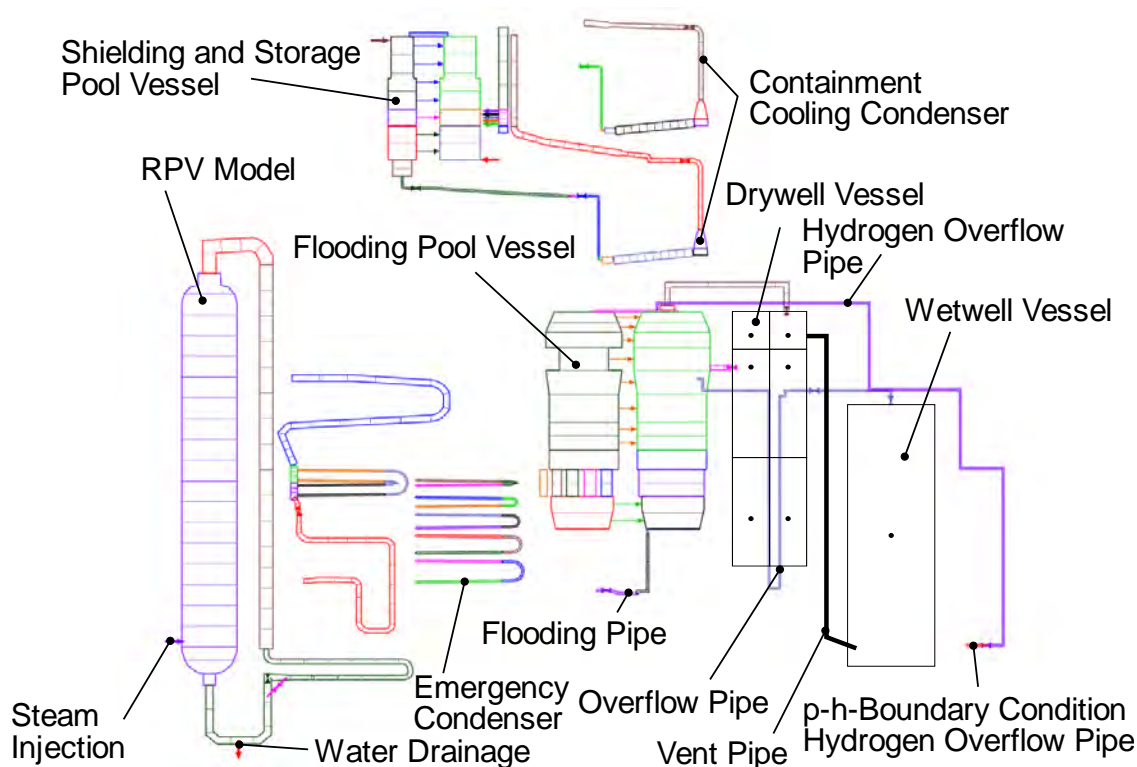 Shielding and Storage
Pool Vessel
RPV Model
Containment
Cooling Condenser
Drywell Vessel
Hydrogen Overflow
Pipe
Flooding Pool Vessel
Wetwell Vessel
Flooding Pipe
Steam
Injection
Water Drainage
Emergency
Condenser
Overflow Pipe
Vent Pipe
p-h-Boundary Condition
Hydrogen Overflow Pipe